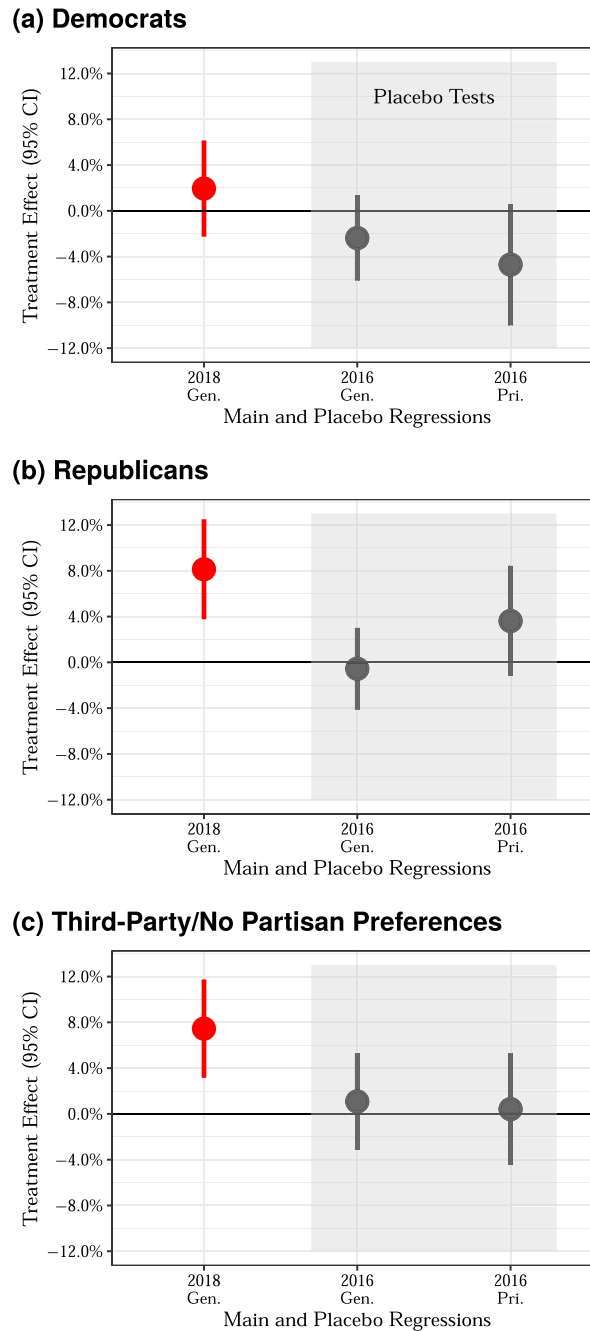 (a) Democrats
Treatment Effect (95% CI)
12.0%
8.0%
4.0%
0.0%
−4.0%
−8.0%
−12.0%
Placebo Tests
2018
Gen.
2016
Gen.
2016
Pri.
Main and Placebo Regressions
(b) Republicans
Treatment Effect (95% CI)
12.0%
8.0%
4.0%
0.0%
−4.0%
−8.0%
−12.0%
2018
Gen.
2016
Gen.
2016
Pri.
Main and Placebo Regressions
(c) Third-Party/No Partisan Preferences
Treatment Effect (95% CI)
12.0%
8.0%
4.0%
0.0%
−4.0%
−8.0%
−12.0%
2018
Gen.
2016
Gen.
2016
Pri.
Main and Placebo Regressions